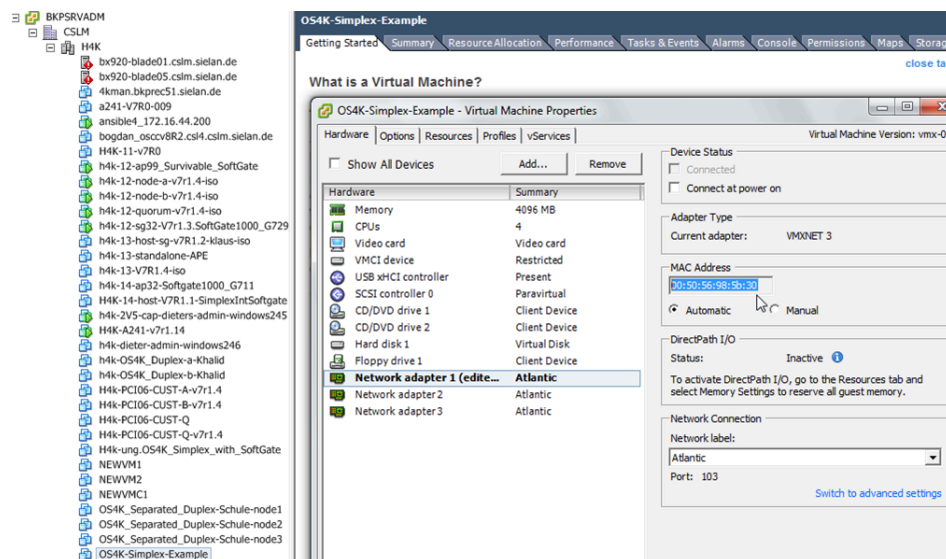 BKPSRVADM
CSLM
H4K
bx920-blade01.cslm.sielan.de
bx920-blade05.cslm.sielan.de
4kman.bkprec51.sielan.de
a241-V7R0-009
ansible4_172.16.44.200
bogdan_osccv8R2.csl4.cslm.sielan.de
H4K-11-v7R0
h4k-12-ap99_Survivable_SoftGate
h4k-12-node-a-v7r1.4-iso
h4k-12-node-b-v7r1.4-iso
h4k-12-quorum-v7r1.4-iso
h4k-12-sg32-V7r1.3.SoftGate1000_G729
h4k-13-host-sg-v7R1.2-klaus-iso
h4k-13-standalone-APE
h4k-13-V7R1.4-iso
h4k-14-ap32-Softgate1000_G711
H4K-14-host-V7R1.1-SimplexIntSoftgate
h4k-2V5-cap-dieters-admin-windows245
H4K-A241-v7r1.14
h4k-dieter-admin-windows246
h4k-OS4K_Duplex-a-Khalid
h4k-OS4K_Duplex-b-Khalid
H4k-PCI06-CUST-A-v7r1.4
H4k-PCI06-CUST-B-v7r1.4
H4k-PCI06-CUST-Q
H4k-PCI06-CUST-Q-v7r1.4
H4k-ung.OS4K_Simplex_with_SoftGate
NEWVM1
NEWVM2
NEWVMC1
OS4K_Separated_Duplex-Schule-node1
OS4K_Separated_Duplex-Schule-node2
OS4K_Separated_Duplex-Schule-node3
OS4K-Simplex-Example
OS4K-Simplex-Example
Getting Started Summary Resource Allocation Performance Tasks & Events Alarms Console Permissions Maps Storag
close ta
What is a Virtual Machine?
OS4K-Simplex-Example - Virtual Machine Properties
Hardware Options Resources Profiles vServices Virtual Machine Version: vmx-0
Show All Devices Add... Remove
Hardware Summary
Memory 4096 MB
CPUs 4
Video card Video card
VMCI device Restricted
USB xHCI controller Present
SCSI controller 0 Paravirtual
CD/DVD drive 1 Client Device
CD/DVD drive 2 Client Device
Hard disk 1 Virtual Disk
Floppy drive 1 Client Device
Network adapter 1 (edite... Atlantic
Network adapter 2 Atlantic
Network adapter 3 Atlantic
Device Status
Connected
Connect at power on
Adapter Type
Current adapter: VMXNET 3
MAC Address
00:50:56:98:5b:30
Automatic Manual
DirectPath I/O
Status: Inactive
To activate DirectPath I/O, go to the Resources tab and
select Memory Settings to reserve all guest memory.
Network Connection
Network label:
Atlantic
Port: 103
Switch to advanced settings